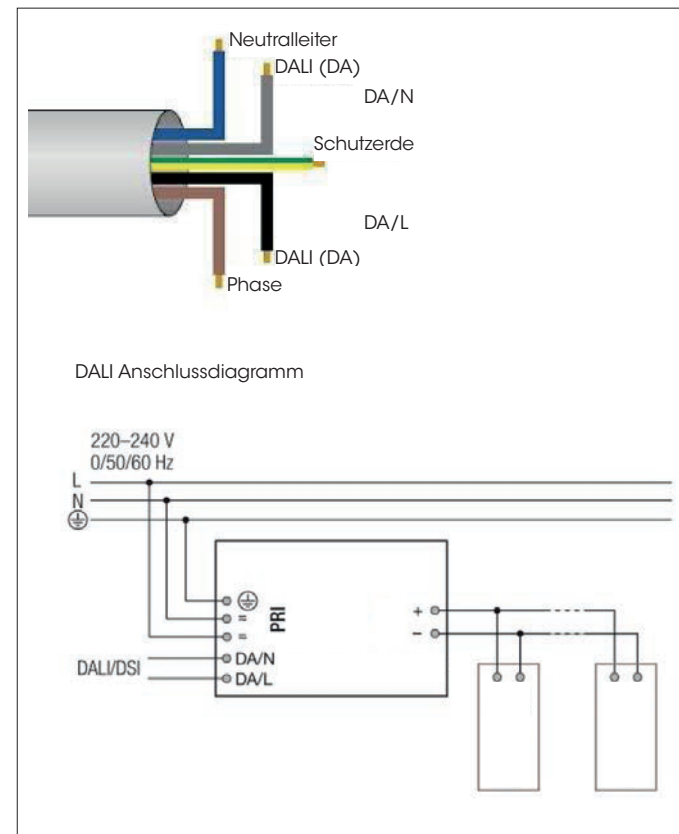 Neutralleiter
DALI (DA)
DA/N
Schutzerde
DA/L
DALI (DA)
Phase
DALI Anschlussdiagramm
220–240 V
0/50/60 Hz
L
N
PRI
=
=
+
-
DALI/DSI
DA/N
DA/L